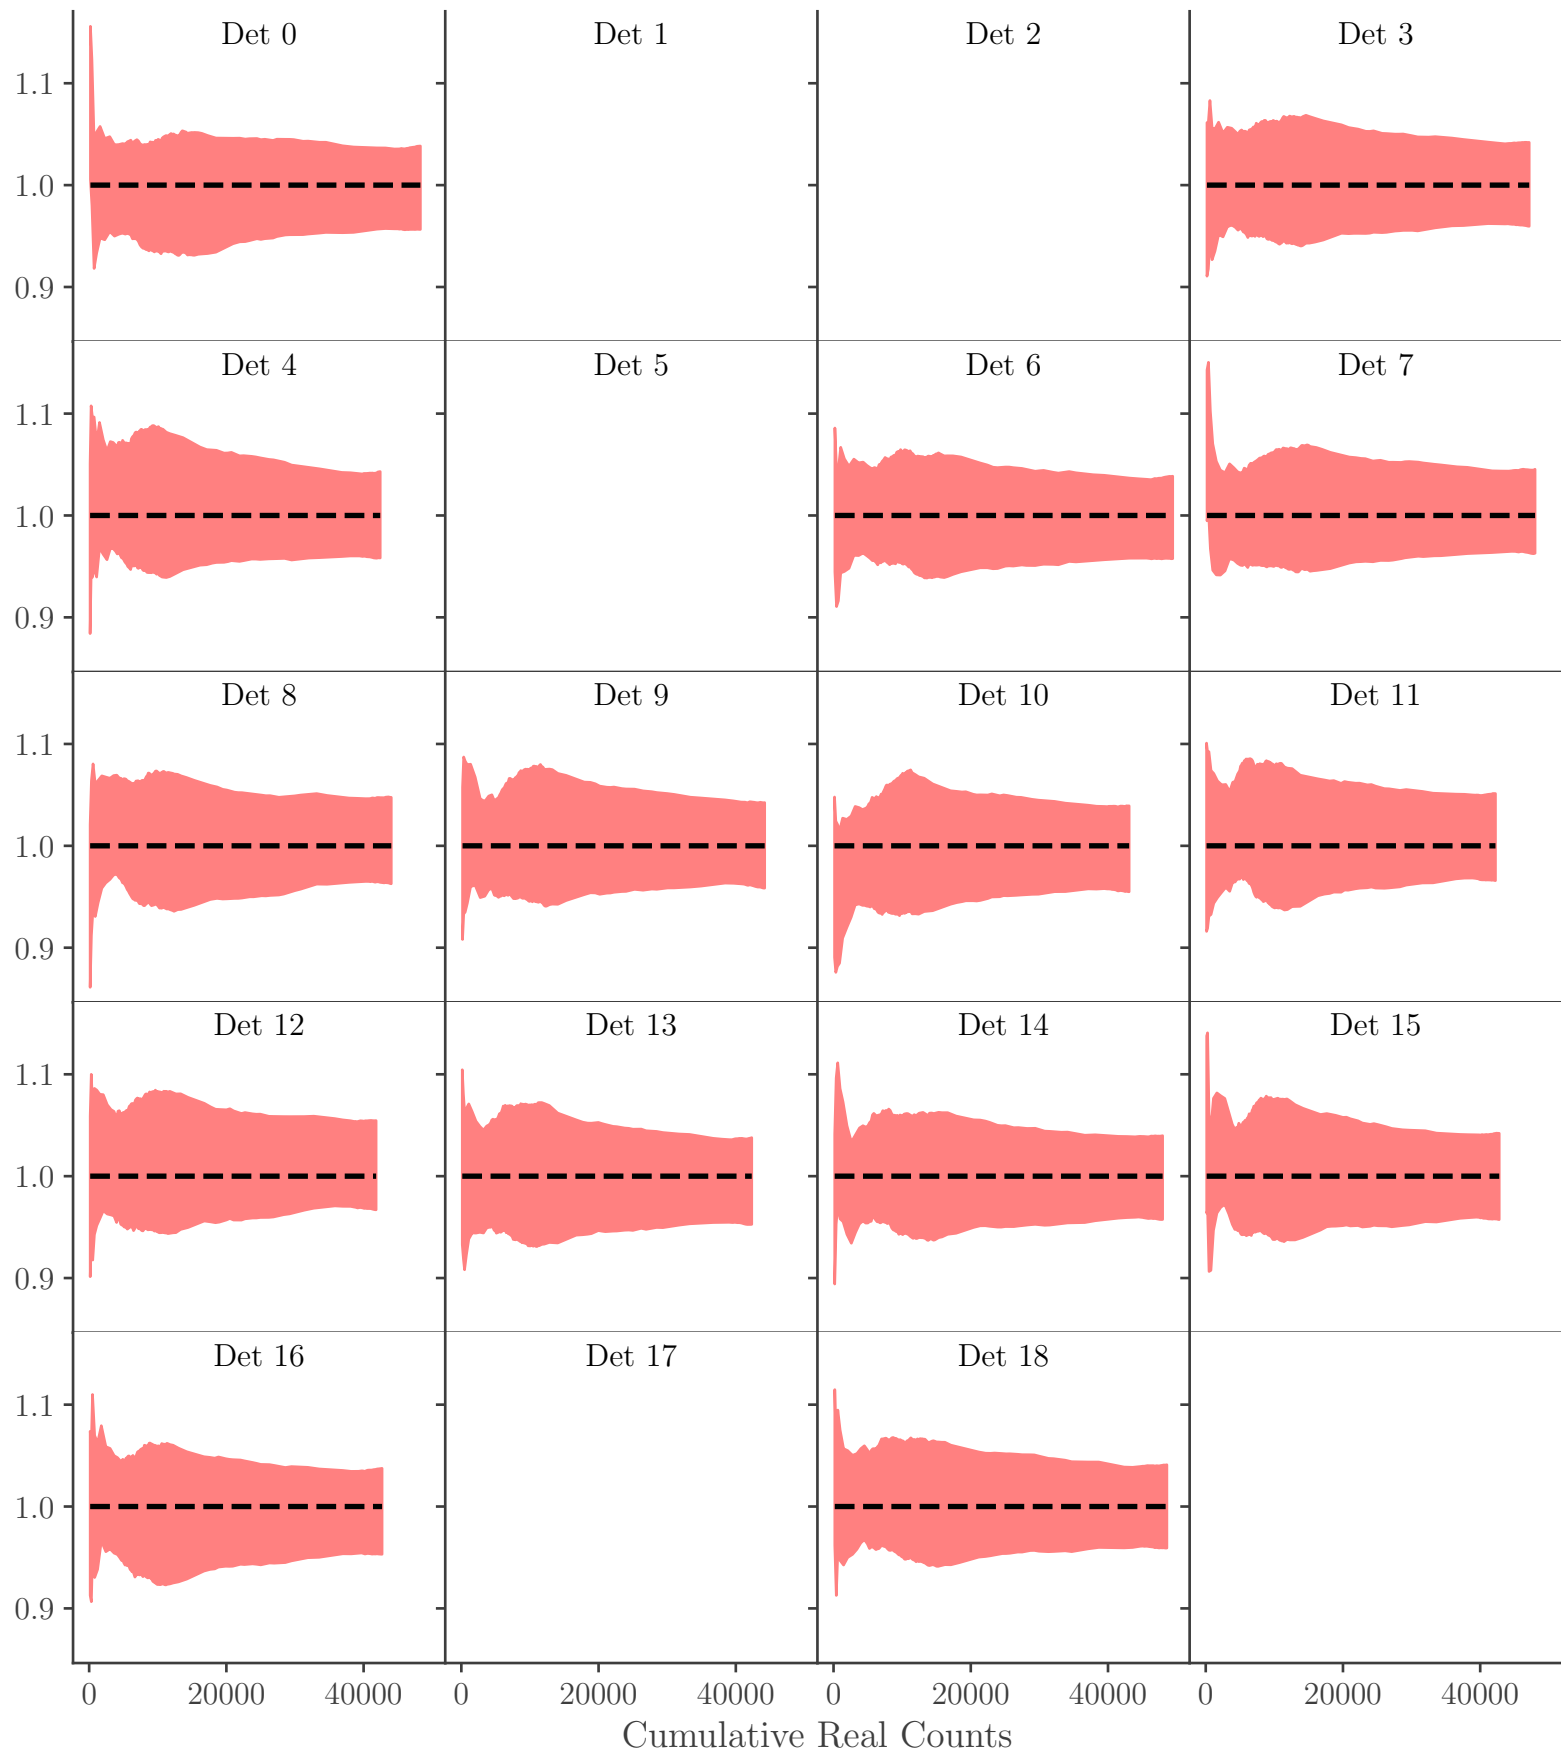 Det 0 Det 1 Det 2 Det 3
1.1
1.0
0.9
Det 4 Det 5 Det 6 Det 7
1.1
1.0
0.9
Det 8 Det 9 Det 10 Det 11
1.1
1.0
0.9
Det 12 Det 13 Det 14 Det 15
1.1
1.0
0.9
Det 16 Det 17 Det 18
1.1
1.0
0.9
0 20000 40000 0 20000 40000 0 20000 40000 0 20000 40000
Cumulative Real Counts